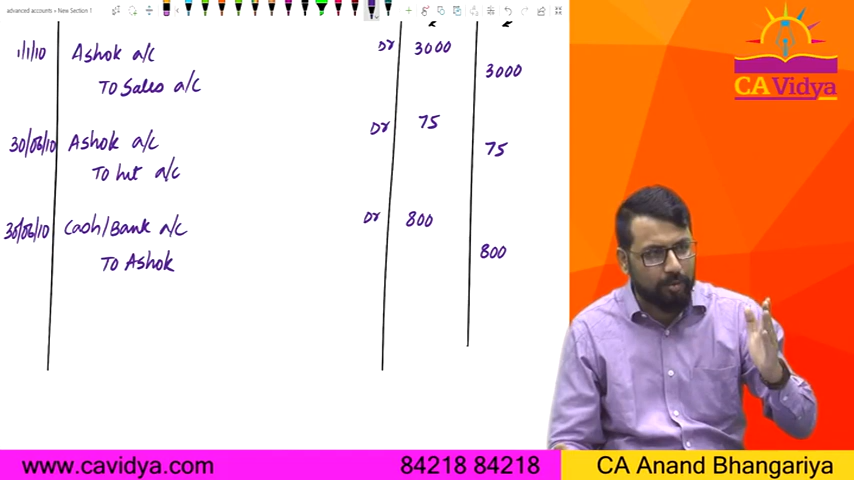 advanced accounts » New Section 1
1/1/10 Ashok a/c Dr 3000
To Sales a/c 3000
30/06/10 Ashok a/c Dr 75
To Int a/c 75
30/06/10 Cash/Bank a/c Dr 800
To Ashok 800
CA Vidya
www.cavidya.com 84218 84218 CA Anand Bhangariya